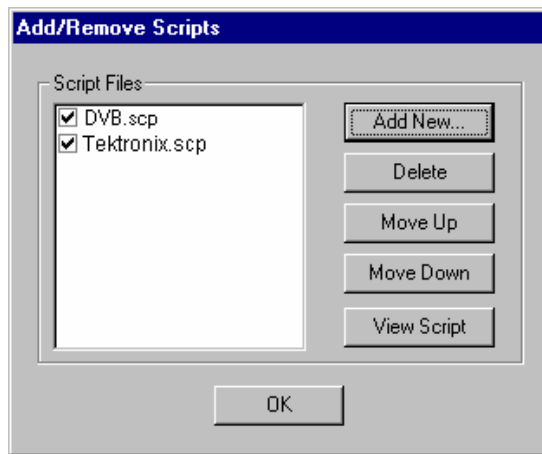 Add/Remove Scripts
Script Files
DVB.scp
Tektronix.scp
Add New...
Delete
Move Up
Move Down
View Script
OK